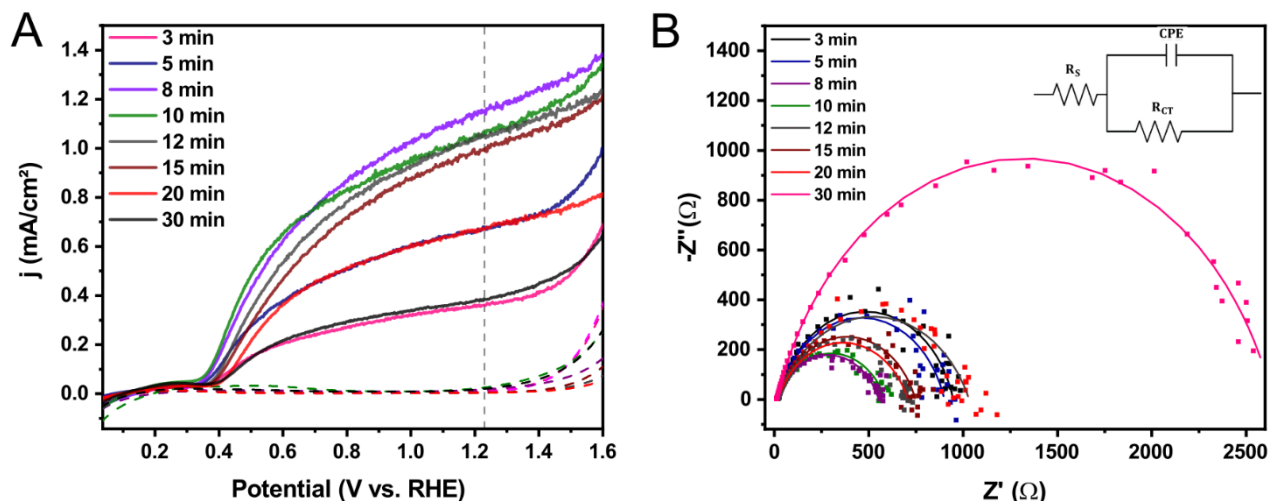 A
3 min
5 min
8 min
10 min
12 min
15 min
20 min
30 min
1.4
1.2
1.0
0.8
0.6
0.4
0.2
0.0
j (mA/cm²)
0.2 0.4 0.6 0.8 1.0 1.2 1.4 1.6
Potential (V vs. RHE)
B
3 min
5 min
8 min
10 min
12 min
15 min
20 min
30 min
CPE
R_S
R_CT
1400
1200
1000
800
600
400
200
0
-200
-Z'' (Ω)
0 500 1000 1500 2000 2500
Z' (Ω)